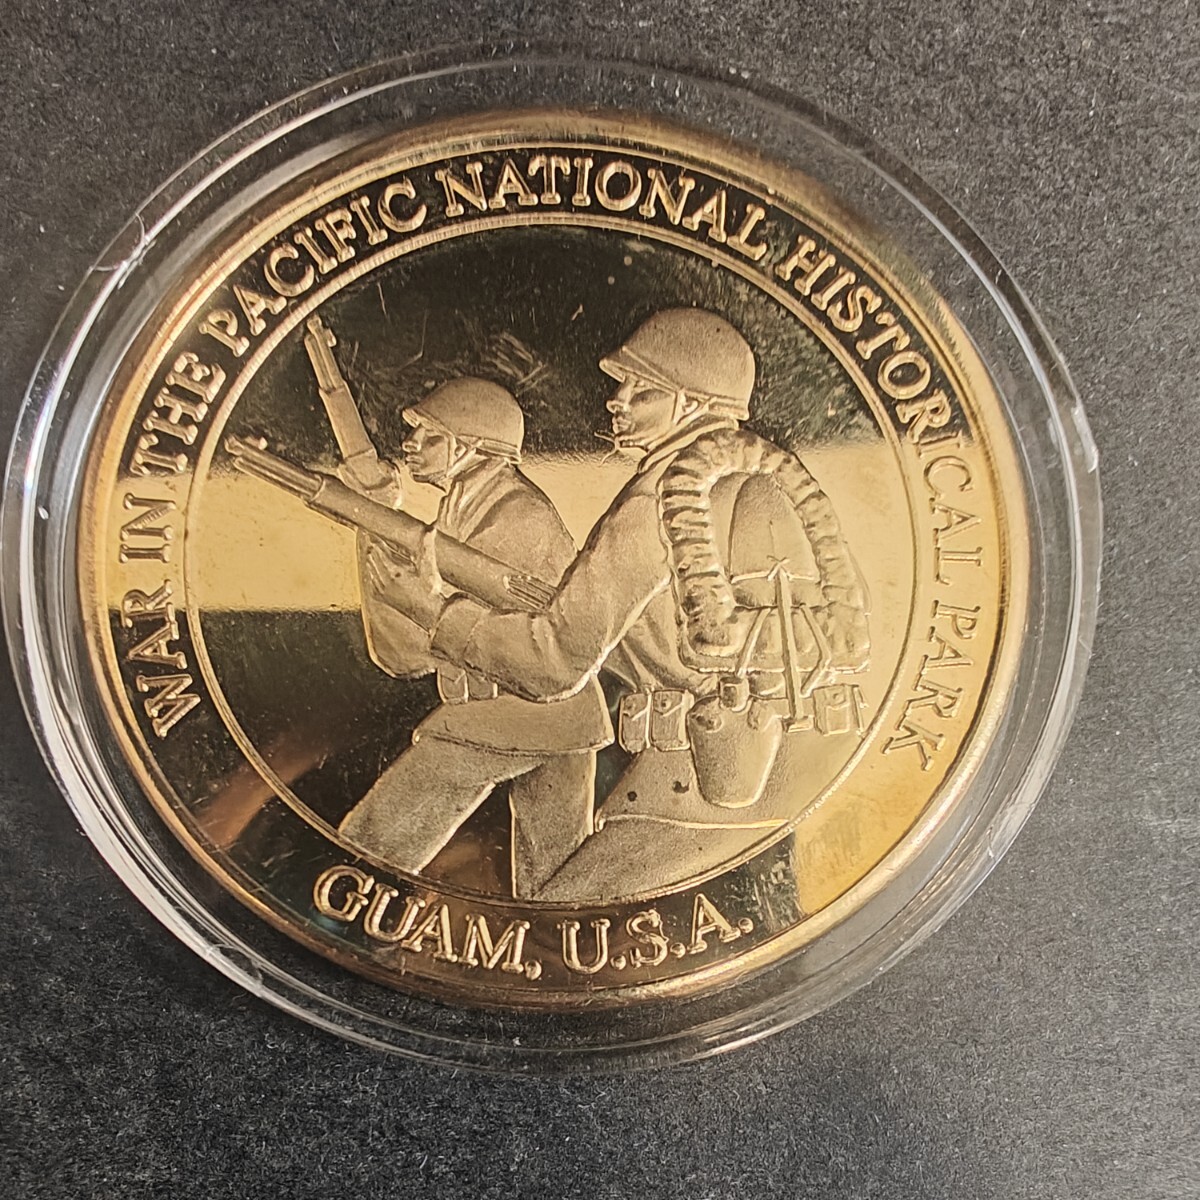 WAR IN THE PACIFIC NATIONAL HISTORICAL PARK
GUAM, U.S.A.